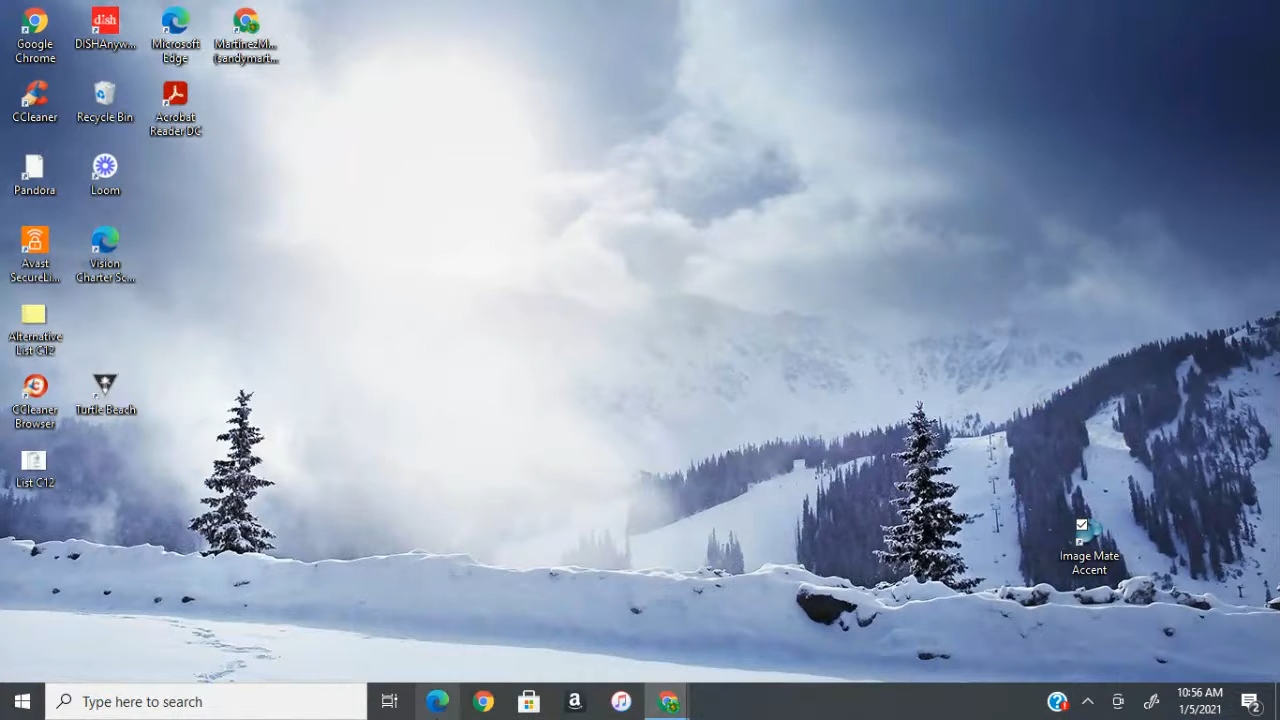 Google
Chrome
dish
DISHAnyw...
Microsoft
Edge
MartinezM...
(sandymart...
CCleaner
Recycle Bin
Acrobat
Reader DC
Pandora
Loom
Avast
SecureLi...
Vision
Charter Sc...
Alternative
List C12
CCleaner
Browser
Turtle Beach
List C12
Image Mate
Accent
Type here to search
a
10:56 AM
1/5/2021
2